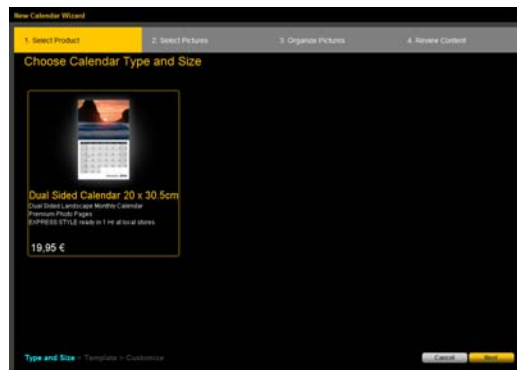 New Calendar Wizard
1. Select Product
2. Select Pictures
3. Organize Pictures
4. Review Content
Choose Calendar Type and Size
Dual Sided Calendar 20 x 30.5cm
Dual Sided Landscape Monthly Calendar
Premium Photo Pages
EXPRESS STYLE ready in 1 Hr at local stores
19,95 €
Type and Size > Template > Customize
Cancel
Next